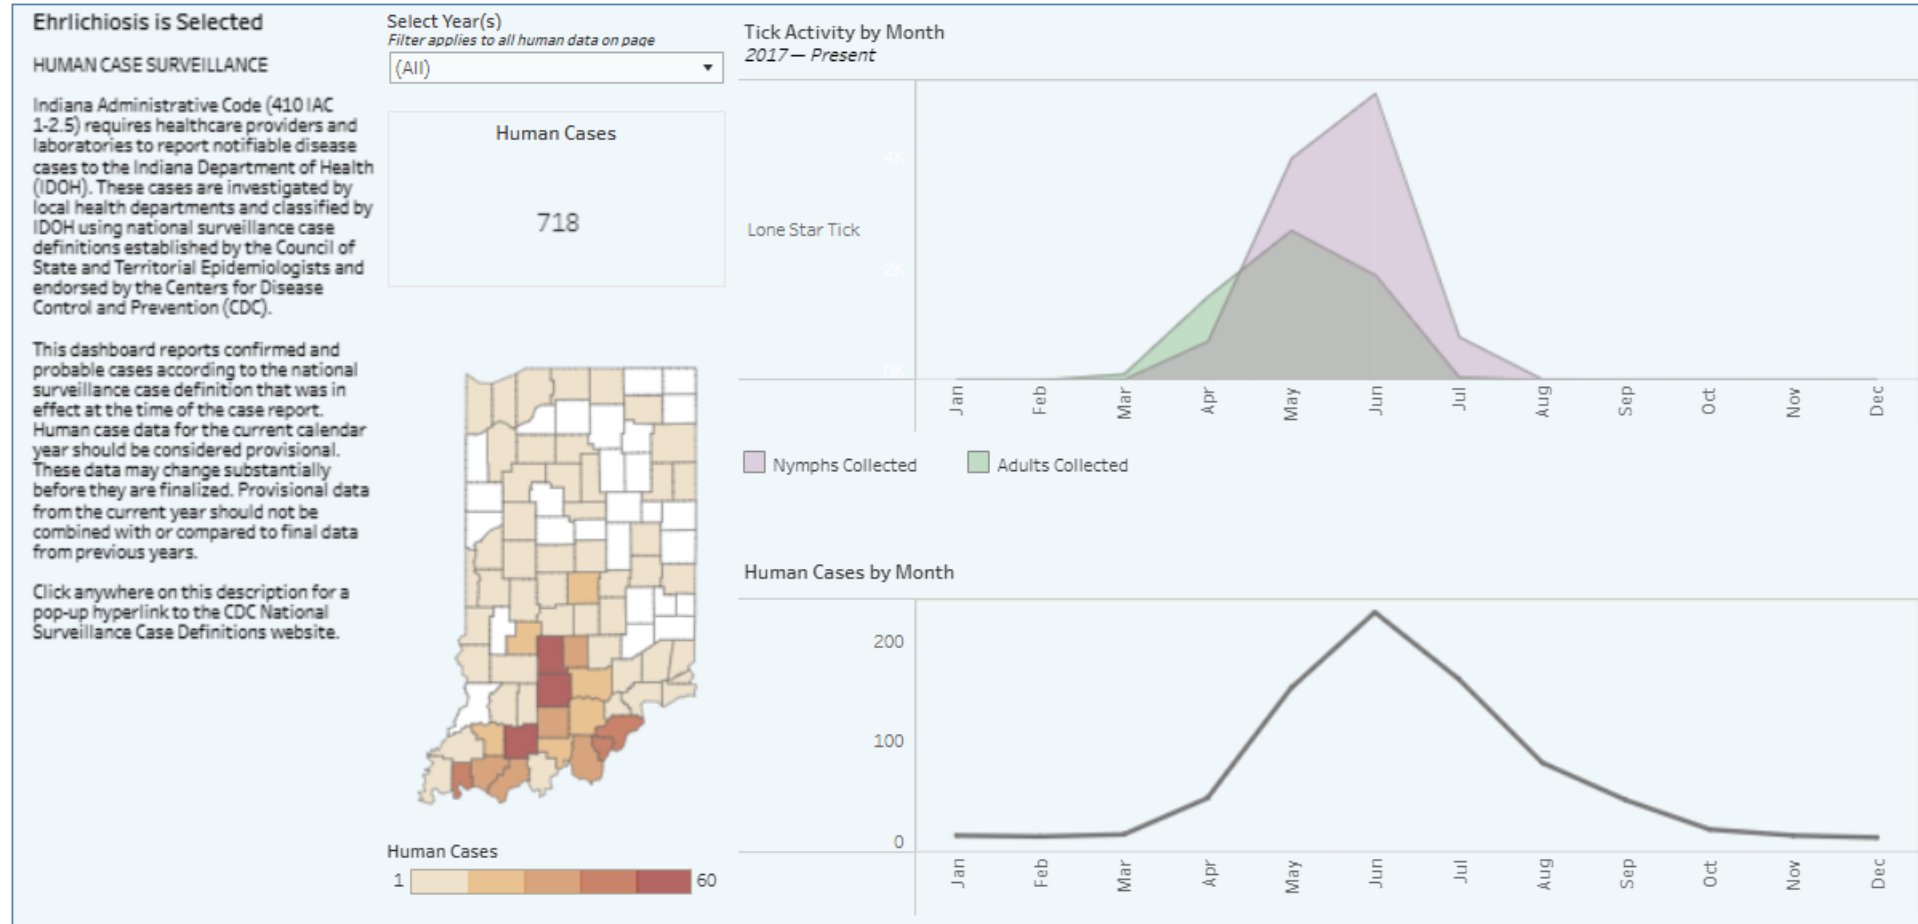 Ehrlichiosis is Selected
HUMAN CASE SURVEILLANCE
Indiana Administrative Code (410 IAC
1-2.5) requires healthcare providers and
laboratories to report notifiable disease
cases to the Indiana Department of Health
(IDOH). These cases are investigated by
local health departments and classified by
IDOH using national surveillance case
definitions established by the Council of
State and Territorial Epidemiologists and
endorsed by the Centers for Disease
Control and Prevention (CDC).
This dashboard reports confirmed and
probable cases according to the national
surveillance case definition that was in
effect at the time of the case report.
Human case data for the current calendar
year should be considered provisional.
These data may change substantially
before they are finalized. Provisional data
from the current year should not be
combined with or compared to final data
from previous years.
Click anywhere on this description for a
pop-up hyperlink to the CDC National
Surveillance Case Definitions website.
Select Year(s)
Filter applies to all human data on page
(All)
Human Cases
718
Human Cases
1 60
Tick Activity by Month
2017 — Present
4K
Lone Star Tick
2K
0K
Jan Feb Mar Apr May Jun Jul Aug Sep Oct Nov Dec
Nymphs Collected Adults Collected
Human Cases by Month
200
100
0
Jan Feb Mar Apr May Jun Jul Aug Sep Oct Nov Dec